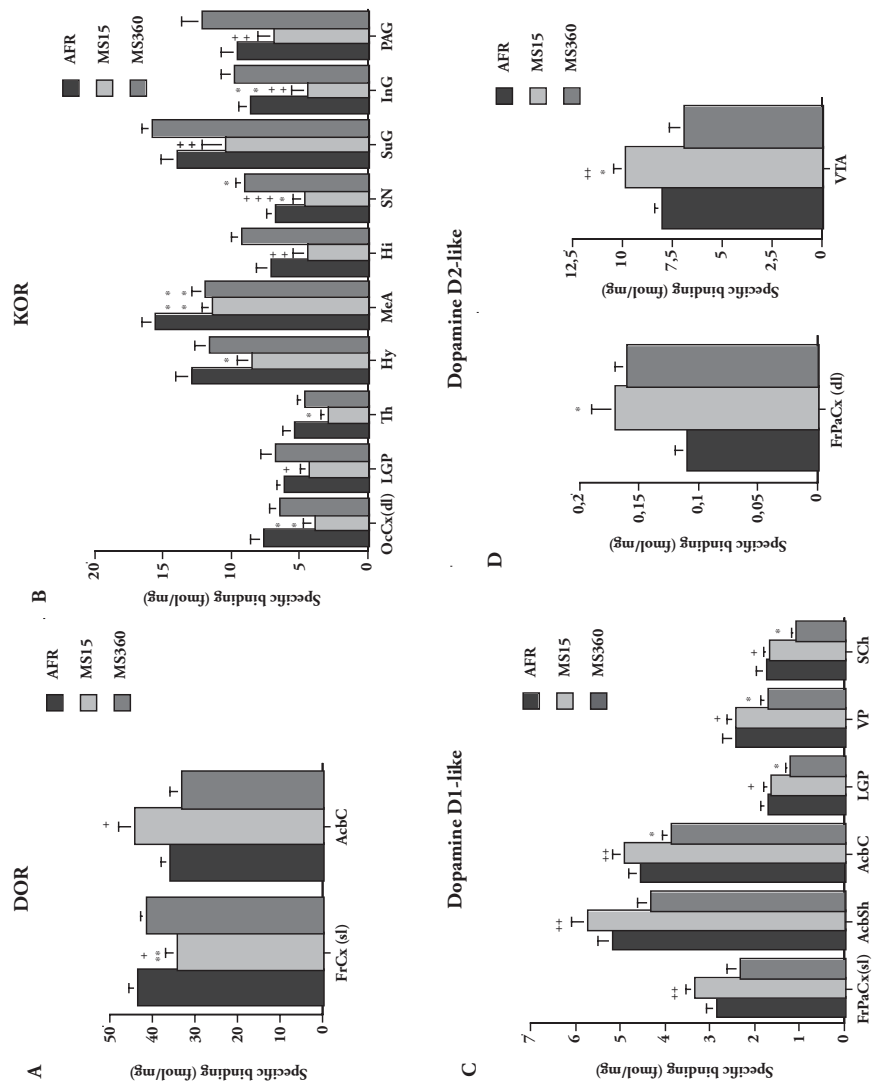 A
DOR
AFR
MS15
MS360
Specific binding (fmol/mg)
50
40
30
20
10
0
+
**
+
FrCx (sl)
AcbC
B
KOR
AFR
MS15
MS360
Specific binding (fmol/mg)
20
15
10
5
0
* *
+
*
*
* *
* *
+ +
+ + + *
*
+ +
* * + +
+ +
OcCx(dl)
LGP
Th
Hy
MeA
Hi
SN
SuG
InG
PAG
C
Dopamine D1-like
AFR
MS15
MS360
Specific binding (fmol/mg)
7
6
5
4
3
2
1
0
‡
‡
‡
*
+
*
+
*
+
*
FrPaCx(sl)
AcbSh
AcbC
LGP
VP
SCh
D
Dopamine D2-like
AFR
MS15
MS360
Specific binding (fmol/mg)
0,2
0,15
0,1
0,05
0
*
FrPaCx (dl)
Specific binding (fmol/mg)
12,5
10
7,5
5
2,5
0
‡
*
VTA